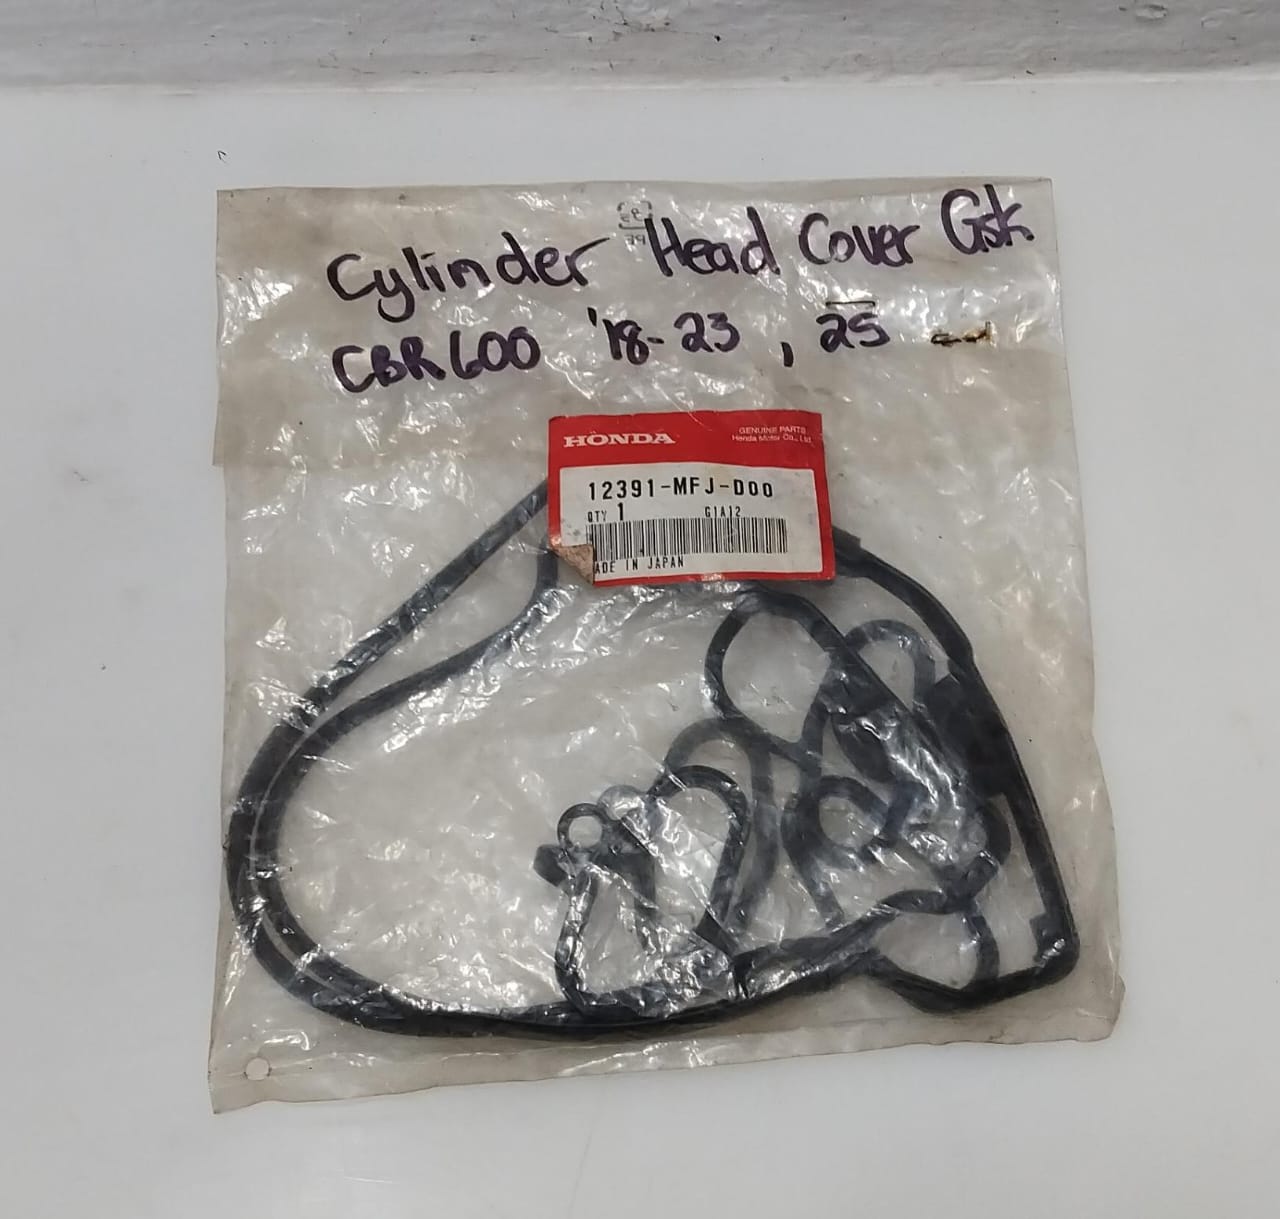 Cylinder Head Cover Gsk
CBR600 '18-23 , 25
HONDA
GENUINE PARTS
Honda Motor Co., Ltd.
12391-MFJ-D00
QTY 1 G1A12
ADE IN JAPAN